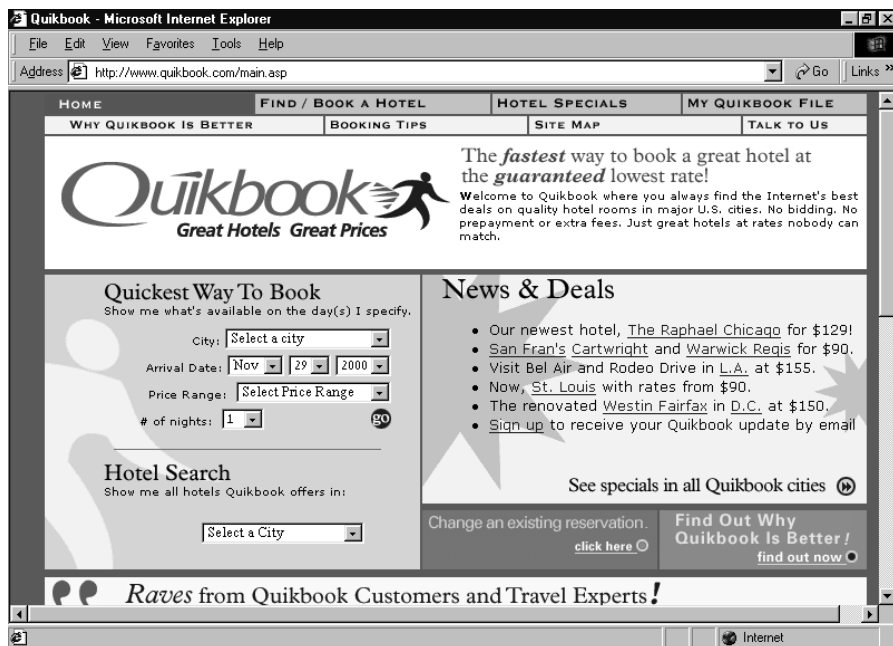 Quikbook - Microsoft Internet Explorer
File Edit View Favorites Tools Help
Address http://www.quikbook.com/main.asp Go Links »
HOME FIND / BOOK A HOTEL HOTEL SPECIALS MY QUIKBOOK FILE
WHY QUIKBOOK IS BETTER BOOKING TIPS SITE MAP TALK TO US
Quikbook
Great Hotels Great Prices
The fastest way to book a great hotel at
the guaranteed lowest rate!
Welcome to Quikbook where you always find the Internet's best
deals on quality hotel rooms in major U.S. cities. No bidding. No
prepayment or extra fees. Just great hotels at rates nobody can
match.
Quickest Way To Book
Show me what's available on the day(s) I specify.
City: Select a city
Arrival Date: Nov 29 2000
Price Range: Select Price Range
# of nights: 1 go
Hotel Search
Show me all hotels Quikbook offers in:
Select a City
News & Deals
• Our newest hotel, The Raphael Chicago for $129!
• San Fran's Cartwright and Warwick Regis for $90.
• Visit Bel Air and Rodeo Drive in L.A. at $155.
• Now, St. Louis with rates from $90.
• The renovated Westin Fairfax in D.C. at $150.
• Sign up to receive your Quikbook update by email
See specials in all Quikbook cities
Change an existing reservation.
click here
Find Out Why
Quikbook Is Better!
find out now
Raves from Quikbook Customers and Travel Experts!
Internet